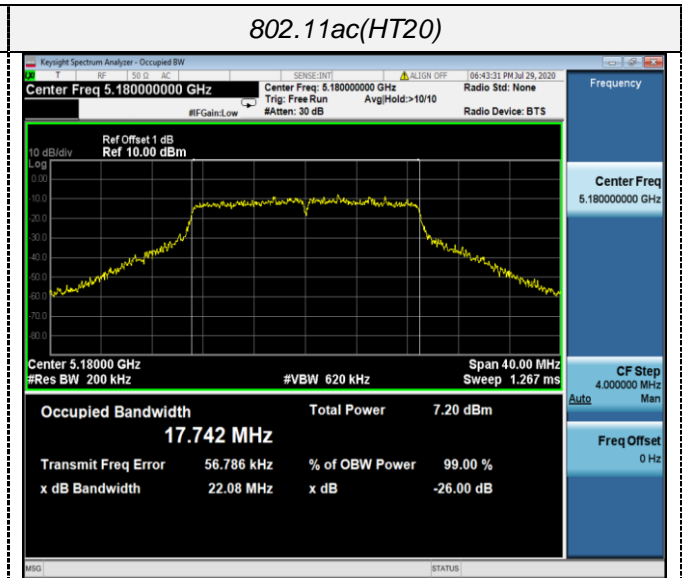 802.11ac(HT20)
Keysight Spectrum Analyzer - Occupied BW
T RF 50 Ω AC SENSE:INT ALIGN OFF 06:43:31 PM Jul 29, 2020
Center Freq 5.180000000 GHz
Center Freq: 5.180000000 GHz
Radio Std: None
Trig: Free Run Avg|Hold:>10/10
#IFGain:Low #Atten: 30 dB Radio Device: BTS
Ref Offset 1 dB
10 dB/div Ref 10.00 dBm
Log
0.00
-10.0
-20.0
-30.0
-40.0
-50.0
-60.0
-70.0
-80.0
Center 5.18000 GHz Span 40.00 MHz
#Res BW 200 kHz #VBW 620 kHz Sweep 1.267 ms
Occupied Bandwidth Total Power 7.20 dBm
17.742 MHz
Transmit Freq Error 56.786 kHz % of OBW Power 99.00 %
x dB Bandwidth 22.08 MHz x dB -26.00 dB
MSG STATUS
Frequency
Center Freq
5.180000000 GHz
CF Step
4.000000 MHz
Auto Man
Freq Offset
0 Hz